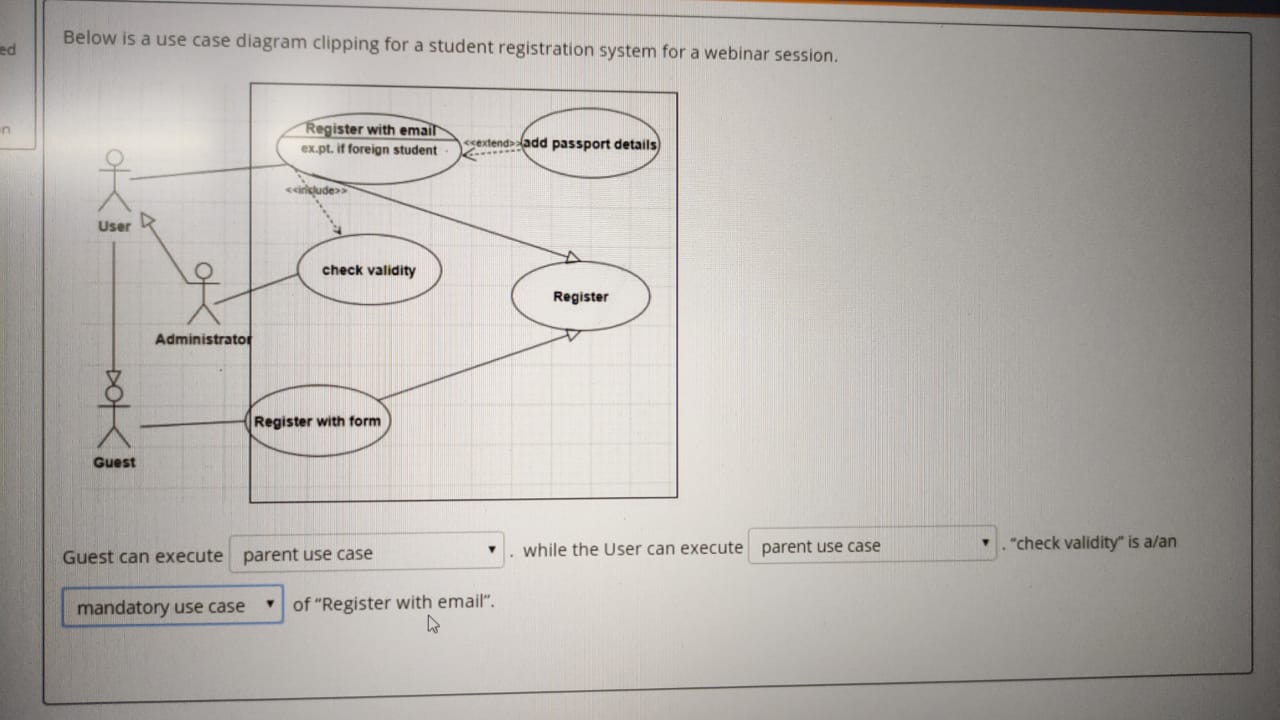 ed
n
Below is a use case diagram clipping for a student registration system for a webinar session.
Register with email
ex.pt. if foreign student
<<extend>>
add passport details
<<include>>
User
check validity
Register
Administrator
Register with form
Guest
Guest can execute parent use case . while the User can execute parent use case . “check validity” is a/an
mandatory use case of “Register with email”.